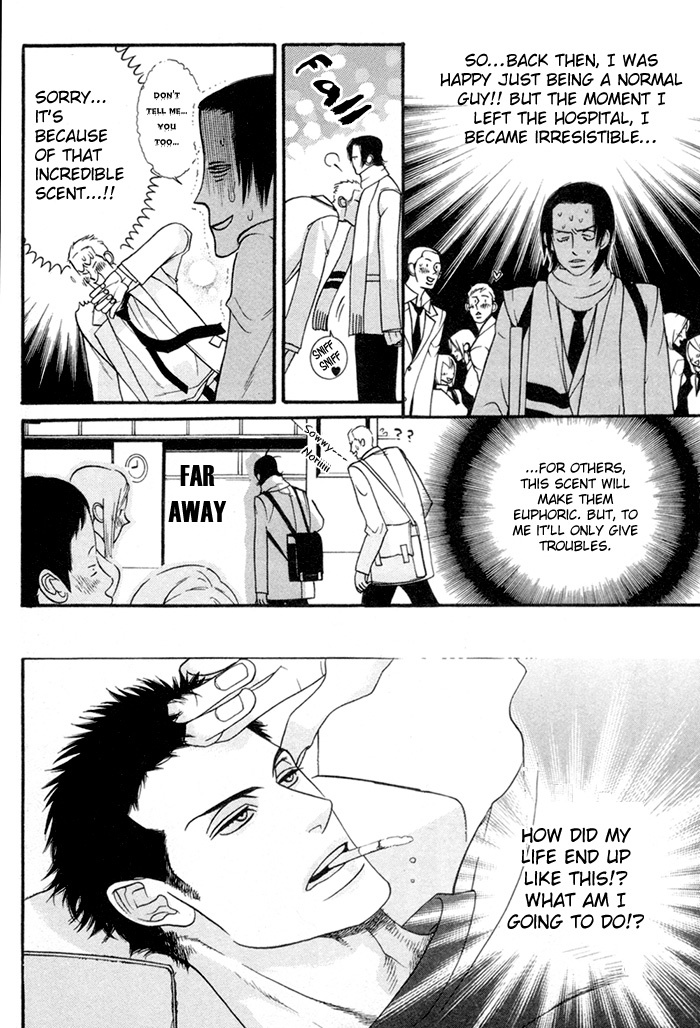 SO...BACK THEN, I WAS
HAPPY JUST BEING A NORMAL
GUY!! BUT THE MOMENT I
LEFT THE HOSPITAL, I
BECAME IRRESISTIBLE...
Fall
SNIFF
SNIFF
DON'T
TELL ME...
YOU
TOO...
SORRY...
IT'S
BECAUSE
OF THAT
INCREDIBLE
SCENT...!!
...FOR OTHERS,
THIS SCENT WILL
MAKE THEM
EUPHORIC. BUT, TO
ME IT'LL ONLY GIVE
TROUBLES.
??
Sowwy~~~
Noriiiii
FAR
AWAY
HOW DID MY
LIFE END UP
LIKE THIS!?
WHAT AM I
GOING TO DO!?